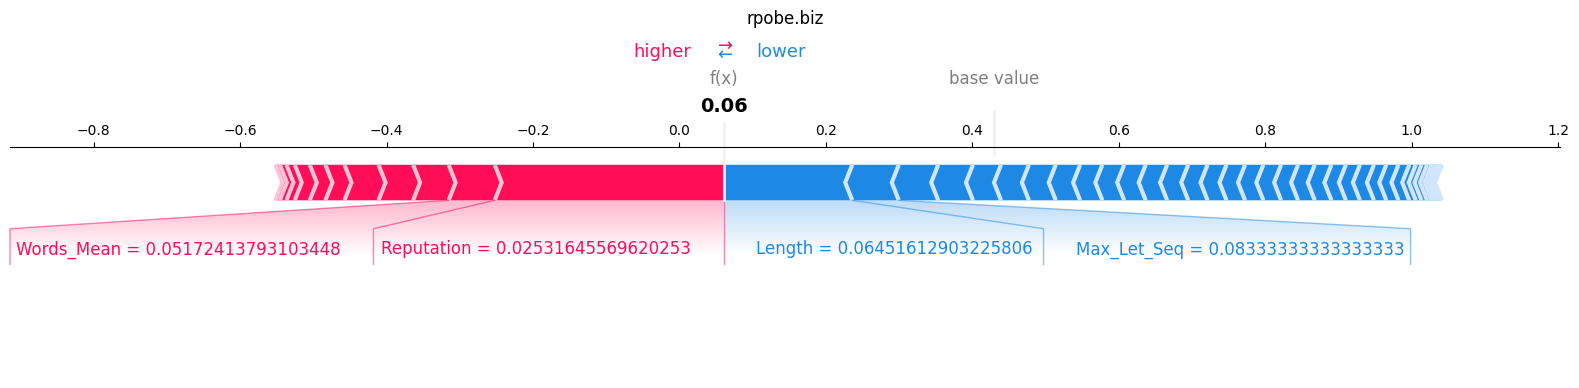 rpobe.biz
higher ⇄ lower
f(x) base value
0.06
−0.8 −0.6 −0.4 −0.2 0.0 0.2 0.4 0.6 0.8 1.0 1.2
Words_Mean = 0.05172413793103448 Reputation = 0.02531645569620253 Length = 0.06451612903225806 Max_Let_Seq = 0.08333333333333333